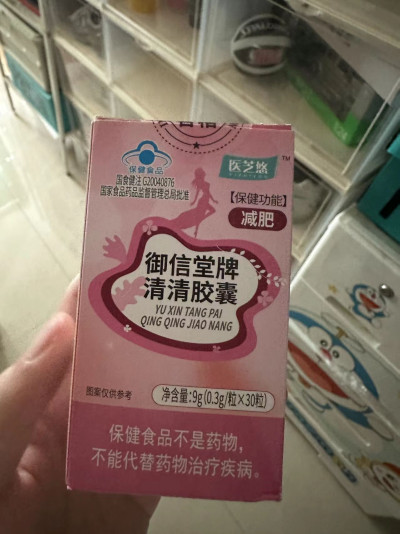 保健食品
国食健注G20040876
国家食品药品监督管理总局批准
医芝悠
TM
【保健功能】
减肥
御信堂牌
清清胶囊
YU XIN TANG PAI
QING QING JIAO NANG
图案仅供参考
净含量:9g(0.3g/粒×30粒)
保健食品不是药物,
不能代替药物治疗疾病。